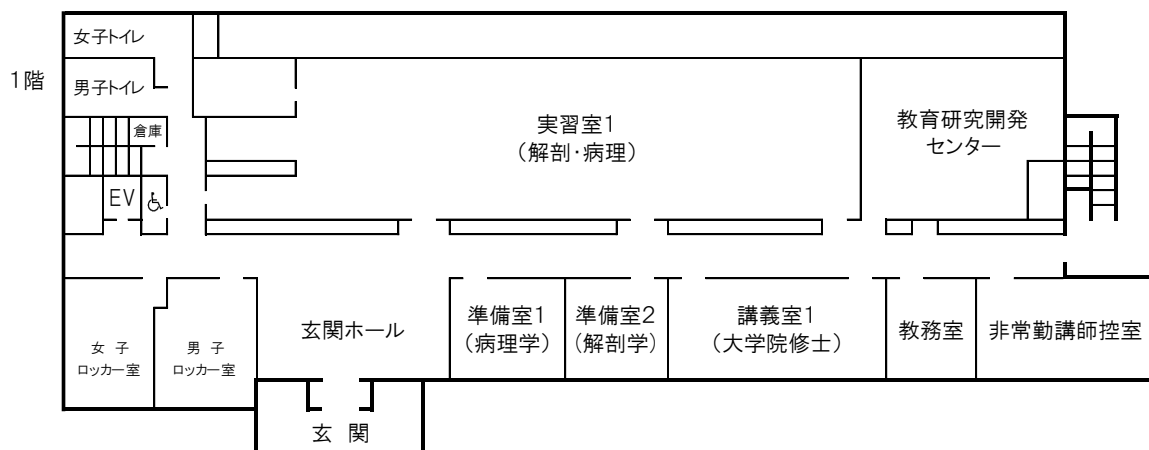 女子トイレ
1階
男子トイレ
倉庫
実習室1
(解剖・病理)
教育研究開発
センター
EV
玄関ホール
準備室1
(病理学)
準備室2
(解剖学)
講義室1
(大学院修士)
教務室
非常勤講師控室
女 子
ロッカー室
男 子
ロッカー室
玄 関